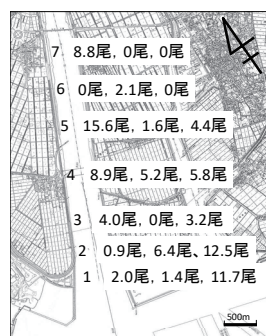 7 8.8尾, 0尾, 0尾
6 0尾, 2.1尾, 0尾
5 15.6尾, 1.6尾, 4.4尾
4 8.9尾, 5.2尾, 5.8尾
3 4.0尾, 0尾, 3.2尾
2 0.9尾, 6.4尾、12.5尾
1 2.0尾, 1.4尾, 11.7尾
500m